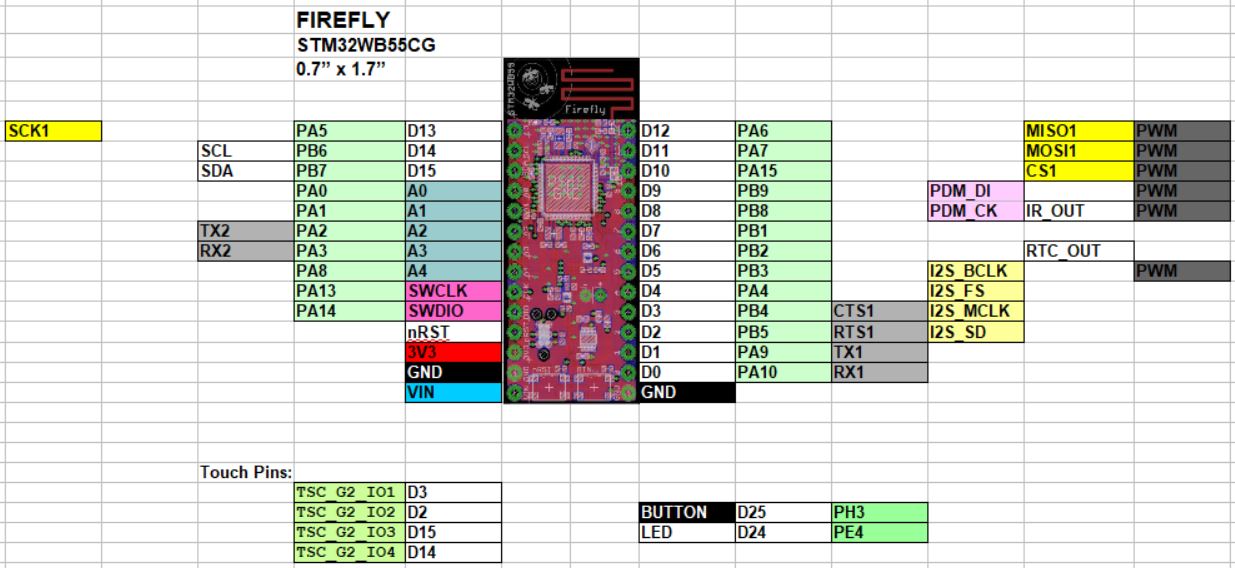 FIREFLY
STM32WB55CG
0.7” x 1.7”
STM32WB55
Firefly
SCK1 PA5 D13 D12 PA6 MISO1 PWM
SCL PB6 D14 D11 PA7 MOSI1 PWM
SDA PB7 D15 D10 PA15 CS1 PWM
PA0 A0 D9 PB9 PDM_DI PWM
PA1 A1 D8 PB8 PDM_CK IR_OUT PWM
TX2 PA2 A2 D7 PB1
RX2 PA3 A3 D6 PB2 RTC_OUT
PA8 A4 D5 PB3 I2S_BCLK PWM
PA13 SWCLK D4 PA4 I2S_FS
PA14 SWDIO D3 PB4 CTS1 I2S_MCLK
nRST D2 PB5 RTS1 I2S_SD
3V3 D1 PA9 TX1
GND D0 PA10 RX1
VIN GND
Touch Pins:
TSC_G2_IO1 D3
TSC_G2_IO2 D2 BUTTON D25 PH3
TSC_G2_IO3 D15 LED D24 PE4
TSC_G2_IO4 D14